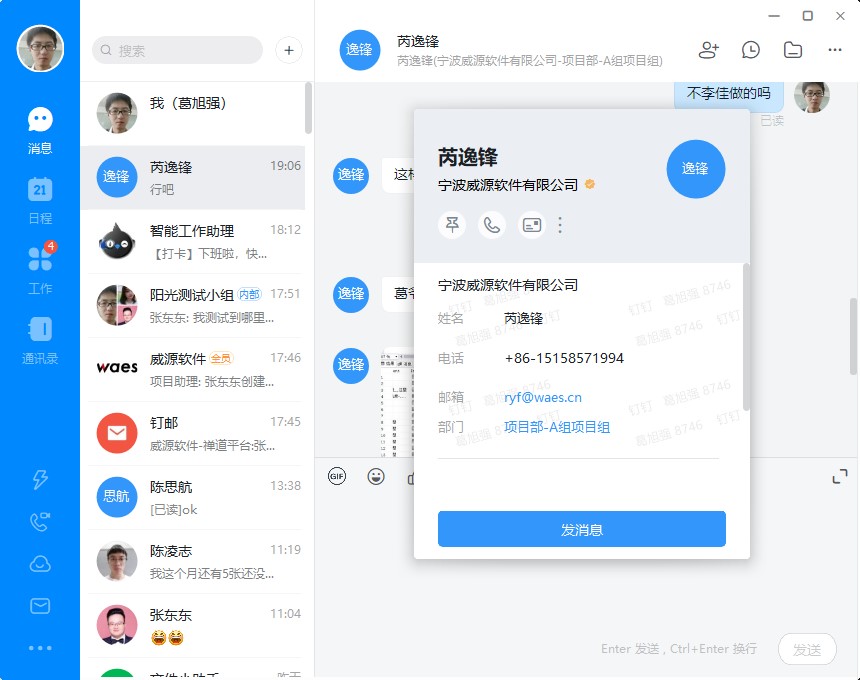 消息
21
日程
4
工作
通讯录
搜索
我（葛旭强）
逸锋
芮逸锋
19:06
行吧
智能工作助理
18:12
【打卡】下班啦，快...
阳光测试小组 内部
17:51
张东东: 我测试到哪里...
waes
威源软件 全员
17:46
项目助理: 张东东创建...
钉邮
17:45
威源软件-禅道平台:张...
思航
陈思航
13:38
[已读]ok
陈凌志
11:19
我这个月还有5张还没...
张东东
11:04
文件小助手
昨天
逸锋
芮逸锋
芮逸锋(宁波威源软件有限公司-项目部-A组项目组)
不李佳做的吗
已读
逸锋
这样
逸锋
葛爷
逸锋
芮逸锋
宁波威源软件有限公司
逸锋
宁波威源软件有限公司
姓名 芮逸锋
电话 +86-15158571994
邮箱 ryf@waes.cn
部门 项目部-A组项目组
钉钉 葛旭强 8746
发消息
GIF
Enter 发送 , Ctrl+Enter 换行
发送